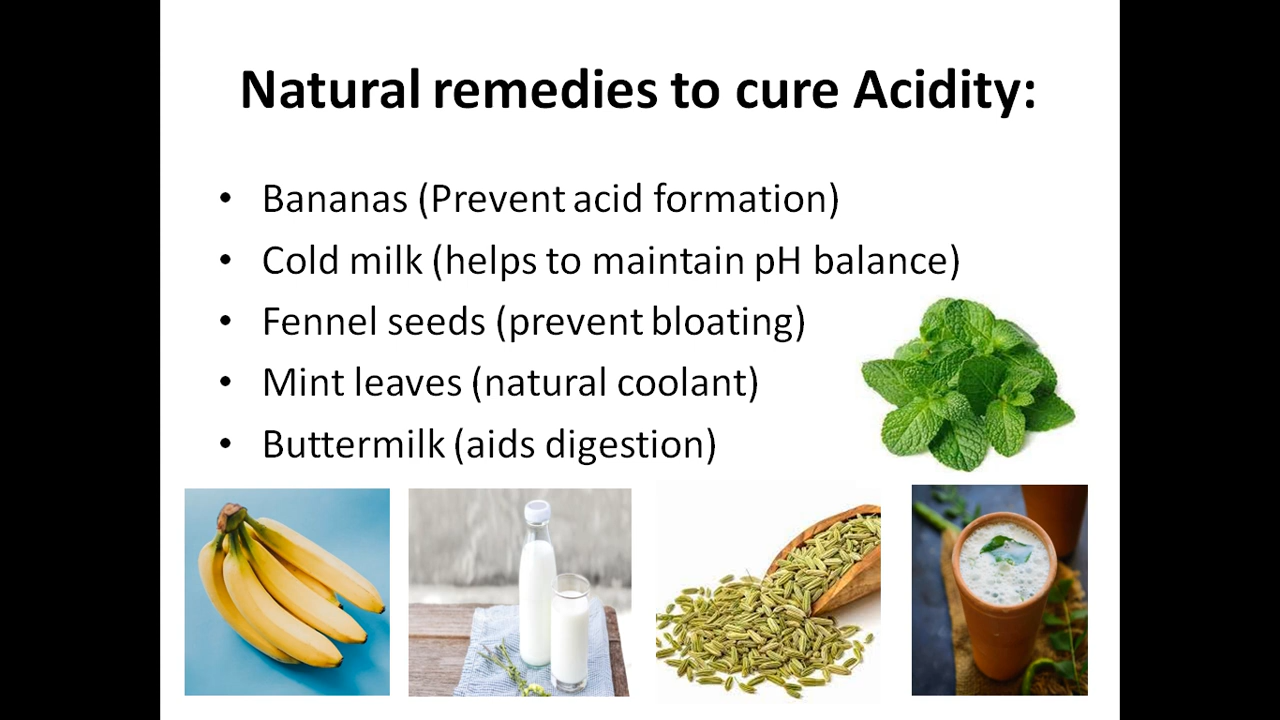 Natural remedies to cure Acidity:
• Bananas (Prevent acid formation)
• Cold milk (helps to maintain pH balance)
• Fennel seeds (prevent bloating)
• Mint leaves (natural coolant)
• Buttermilk (aids digestion)